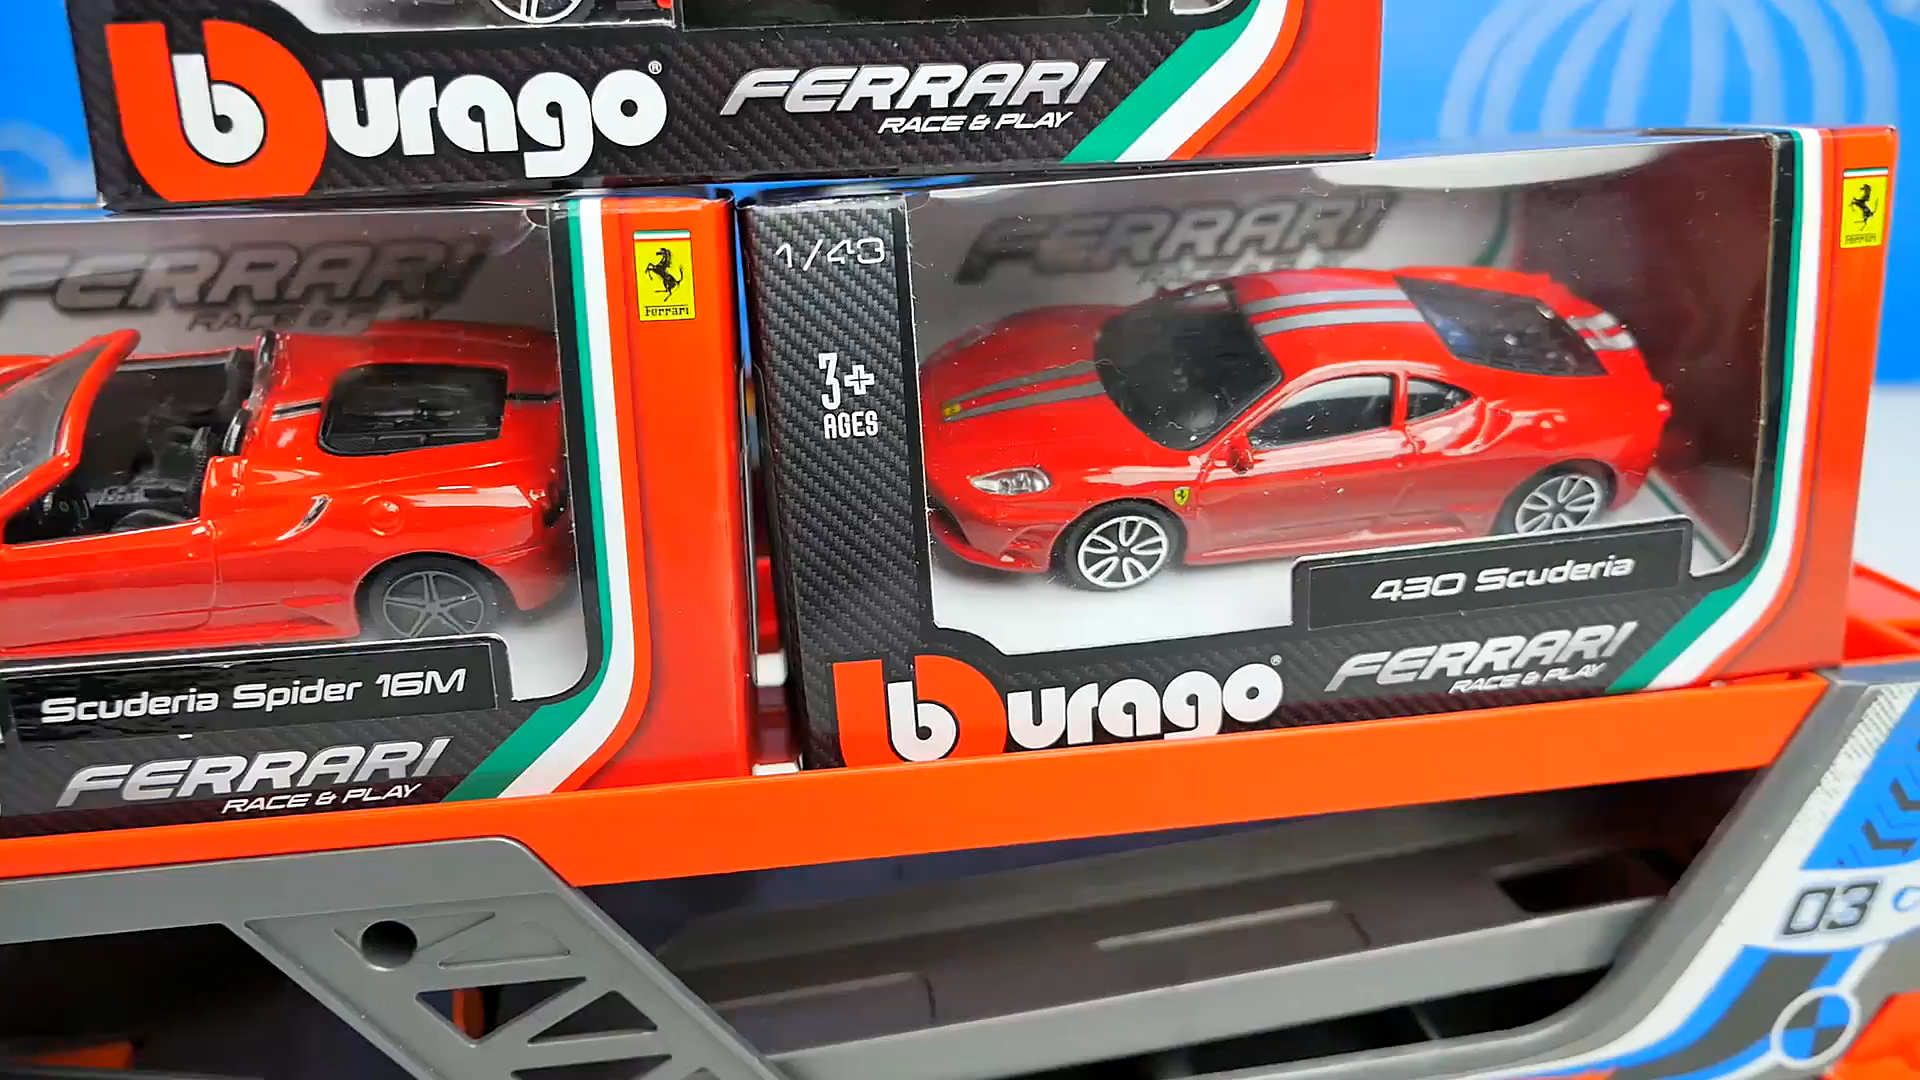 burago®
FERRARI
RACE & PLAY
FERRARI
Ferrari
Scuderia Spider 16M
FERRARI
RACE & PLAY
1/43
3+
AGES
FERRARI
430 Scuderia
burago®
FERRARI
RACE & PLAY
03